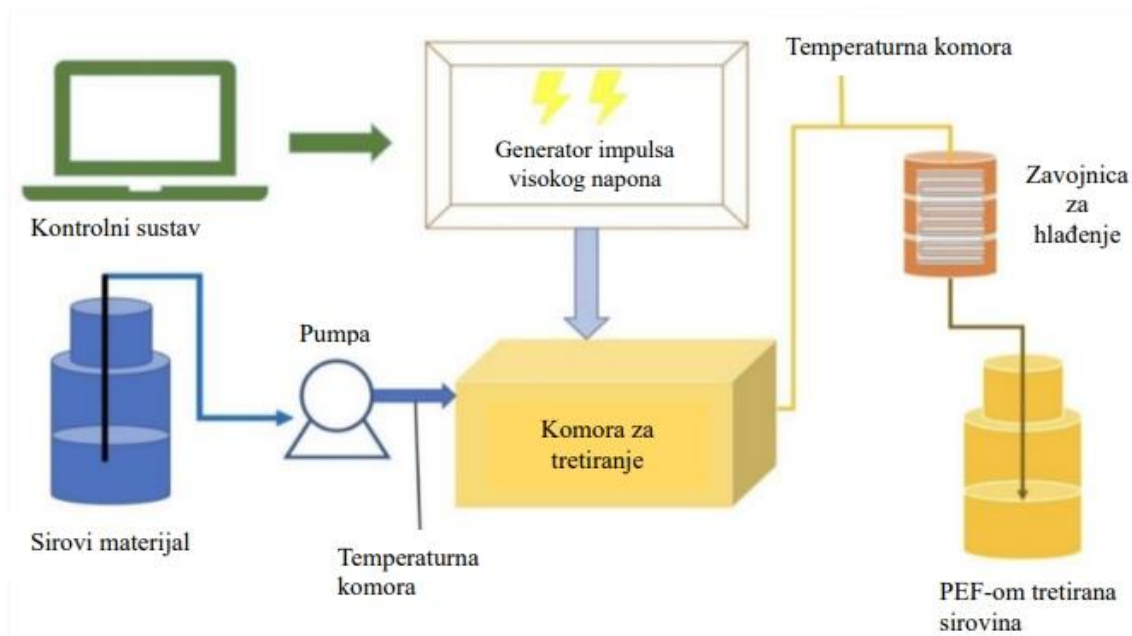 Temperaturna komora
Generator impulsa
visokog napona
Zavojnica
za
hlađenje
Kontrolni sustav
Pumpa
Komora za
tretiranje
Sirovi materijal
Temperaturna
komora
PEF-om tretirana
sirovina